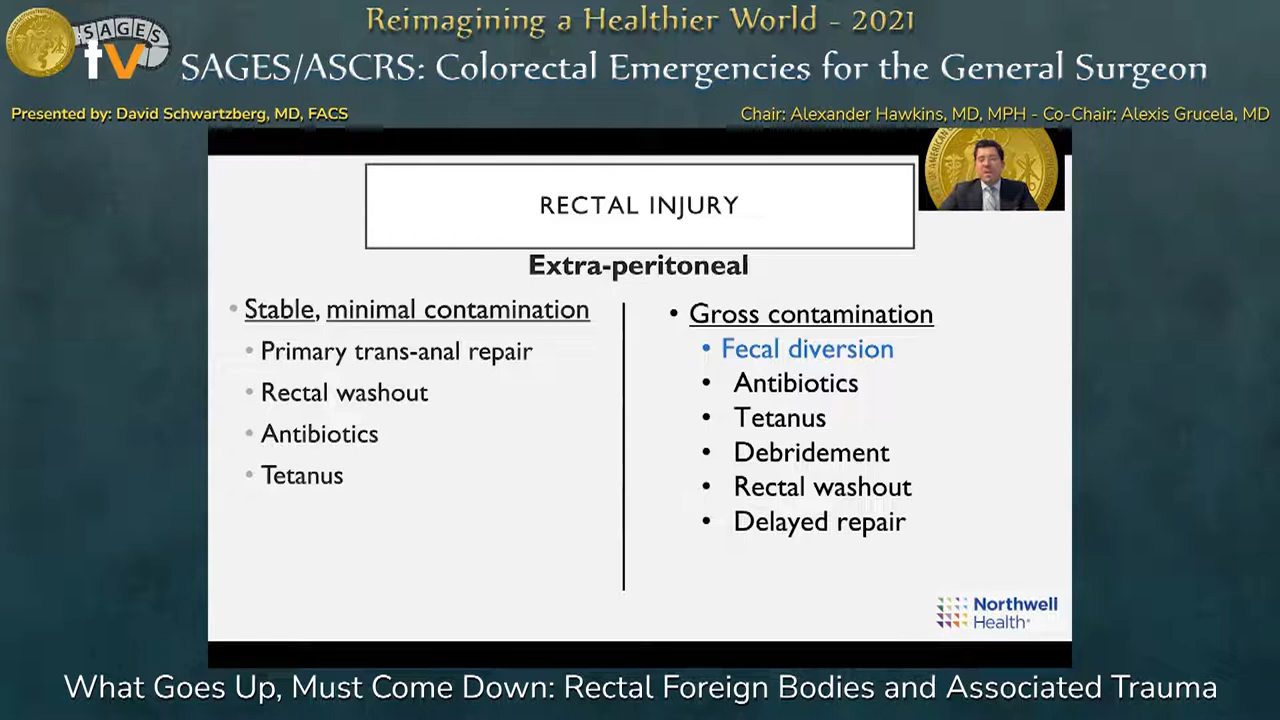 Reimagining a Healthier World - 2021
SAGES
tv
SAGES/ASCRS: Colorectal Emergencies for the General Surgeon
Presented by: David Schwartzberg, MD, FACS
Chair: Alexander Hawkins, MD, MPH - Co-Chair: Alexis Grucela, MD
RECTAL INJURY
Extra-peritoneal
• Stable, minimal contamination
• Primary trans-anal repair
• Rectal washout
• Antibiotics
• Tetanus
• Gross contamination
• Fecal diversion
• Antibiotics
• Tetanus
• Debridement
• Rectal washout
• Delayed repair
Northwell
Health
What Goes Up, Must Come Down: Rectal Foreign Bodies and Associated Trauma